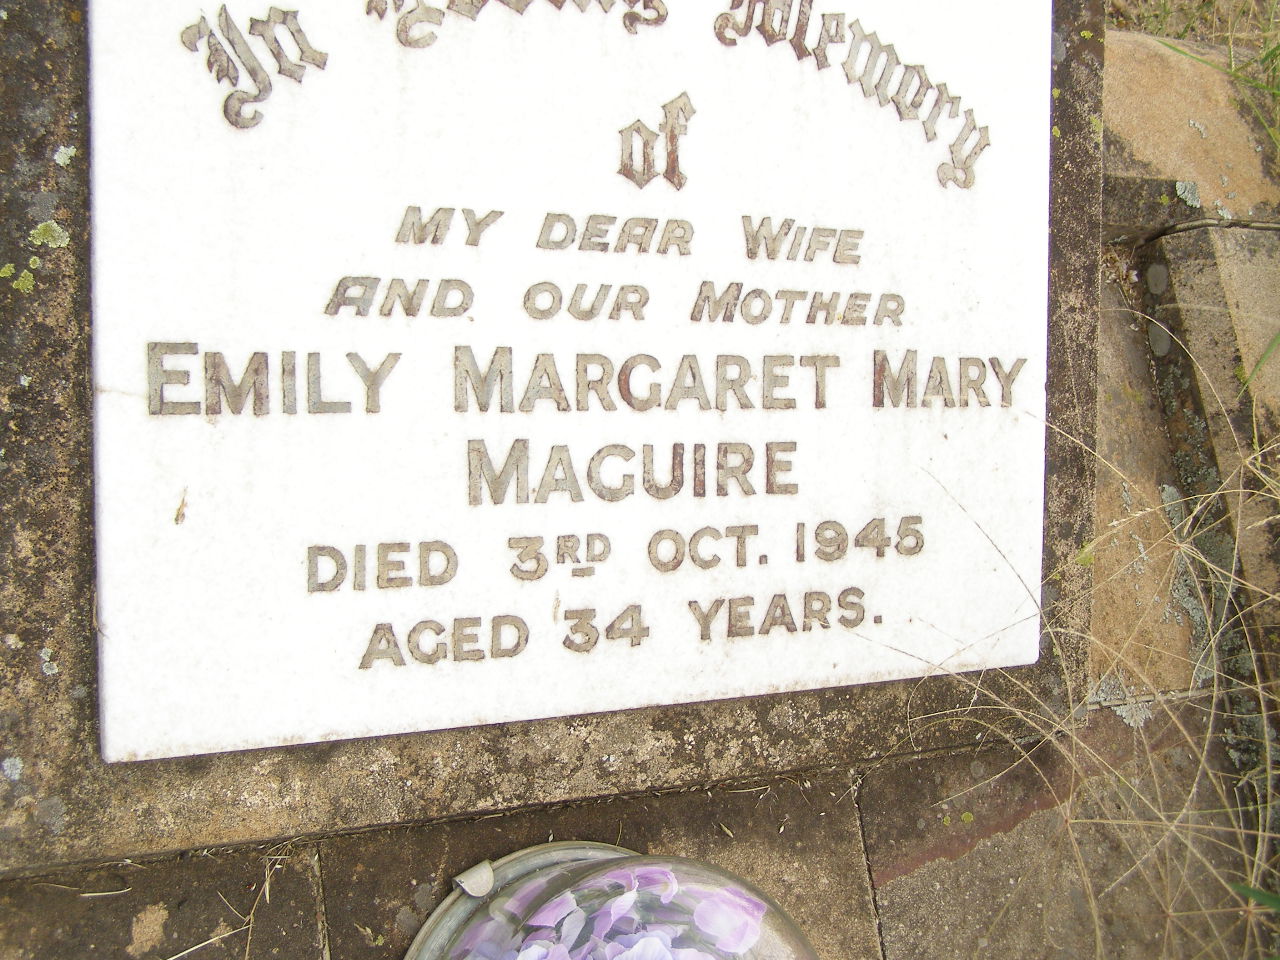 In Loving Memory
of
MY DEAR WIFE
AND OUR MOTHER
EMILY MARGARET MARY
MAGUIRE
DIED 3RD OCT. 1945
AGED 34 YEARS.